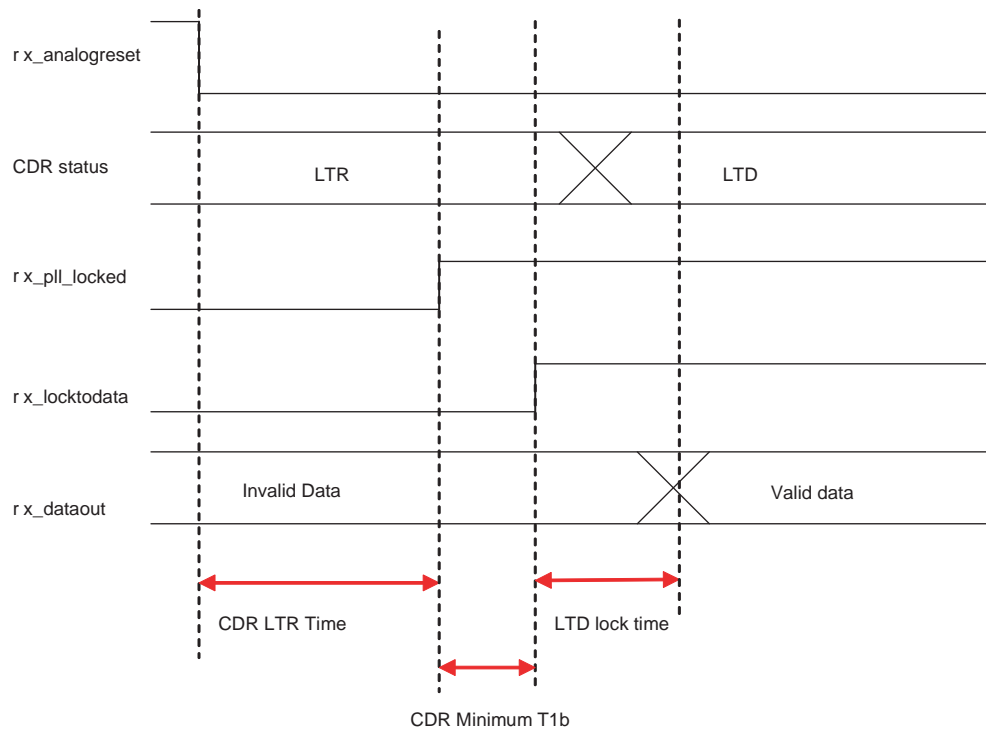 r x_analogreset
CDR status
LTR
LTD
r x_pll_locked
r x_locktodata
r x_dataout
Invalid Data
Valid data
CDR LTR Time
LTD lock time
CDR Minimum T1b